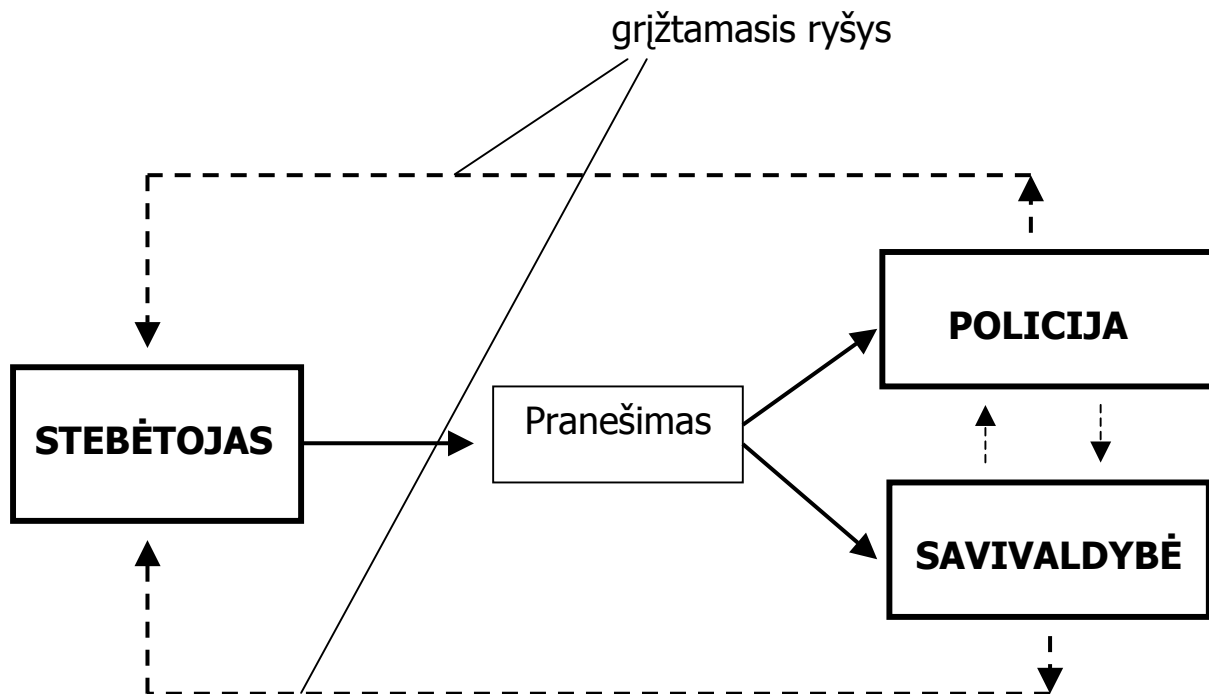 grįžtamasis ryšys
POLICIJA
STEBĖTOJAS
Pranešimas
SAVIVALDYBĖ